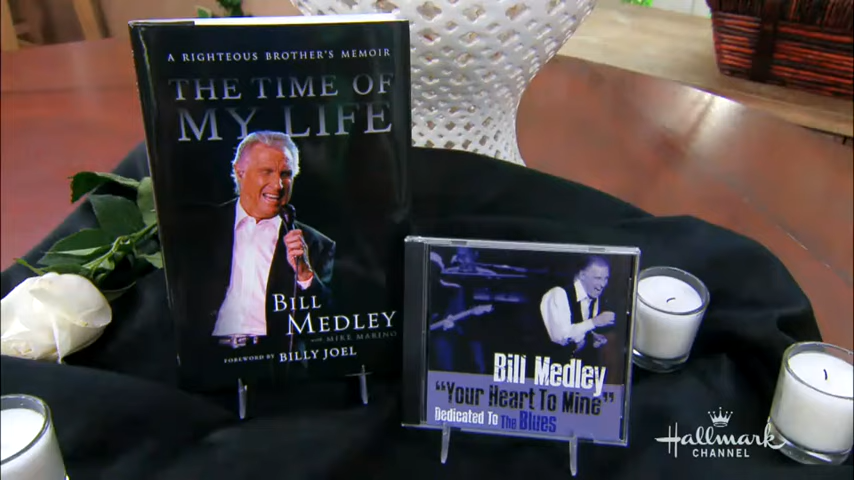 A RIGHTEOUS BROTHER'S MEMOIR
THE TIME OF
MY LIFE
BILL
MEDLEY
with MIKE MARINO
FOREWORD BY BILLY JOEL
Bill Medley
"Your Heart To Mine"
Dedicated To The Blues
Hallmark
CHANNEL